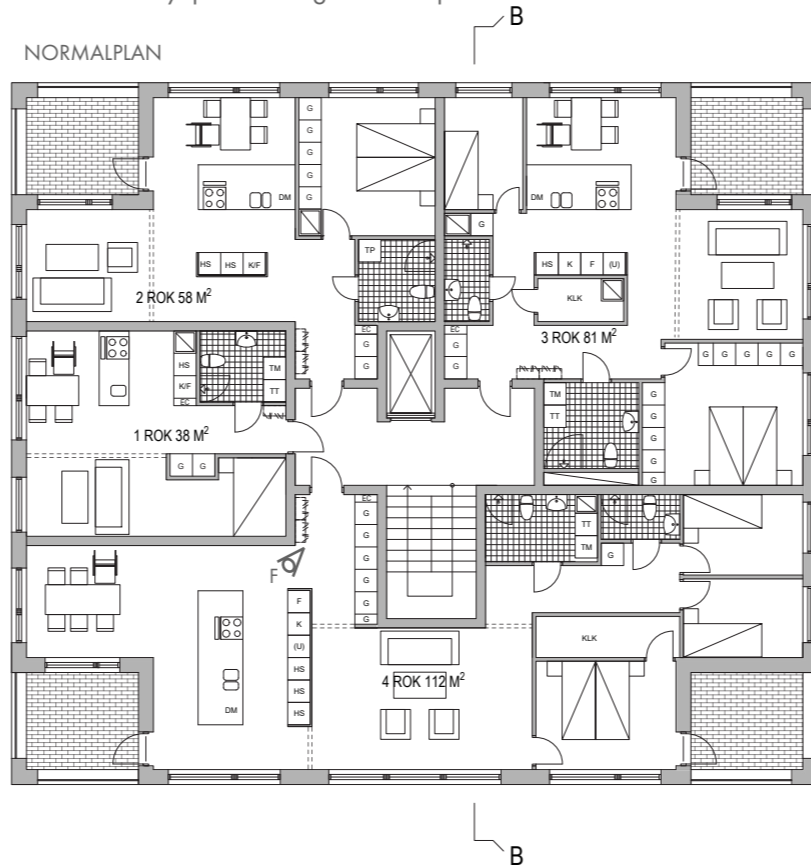 B
NORMALPLAN
G
G
G
G
G
DM
DM
G
HS HS K/F
TP
HS K F (U)
KLK
2 ROK 58 M²
3 ROK 81 M²
EC
G
G
EC
G
G
HS
K/F
EC
TM
TT
G G G G G
TM
TT
G
G
G
G
G
1 ROK 38 M²
G G
EC
G
G
G
G
G
G
G
TT
TM
G
F
F
K
(U)
HS
HS
HS
DM
KLK
4 ROK 112 M²
B